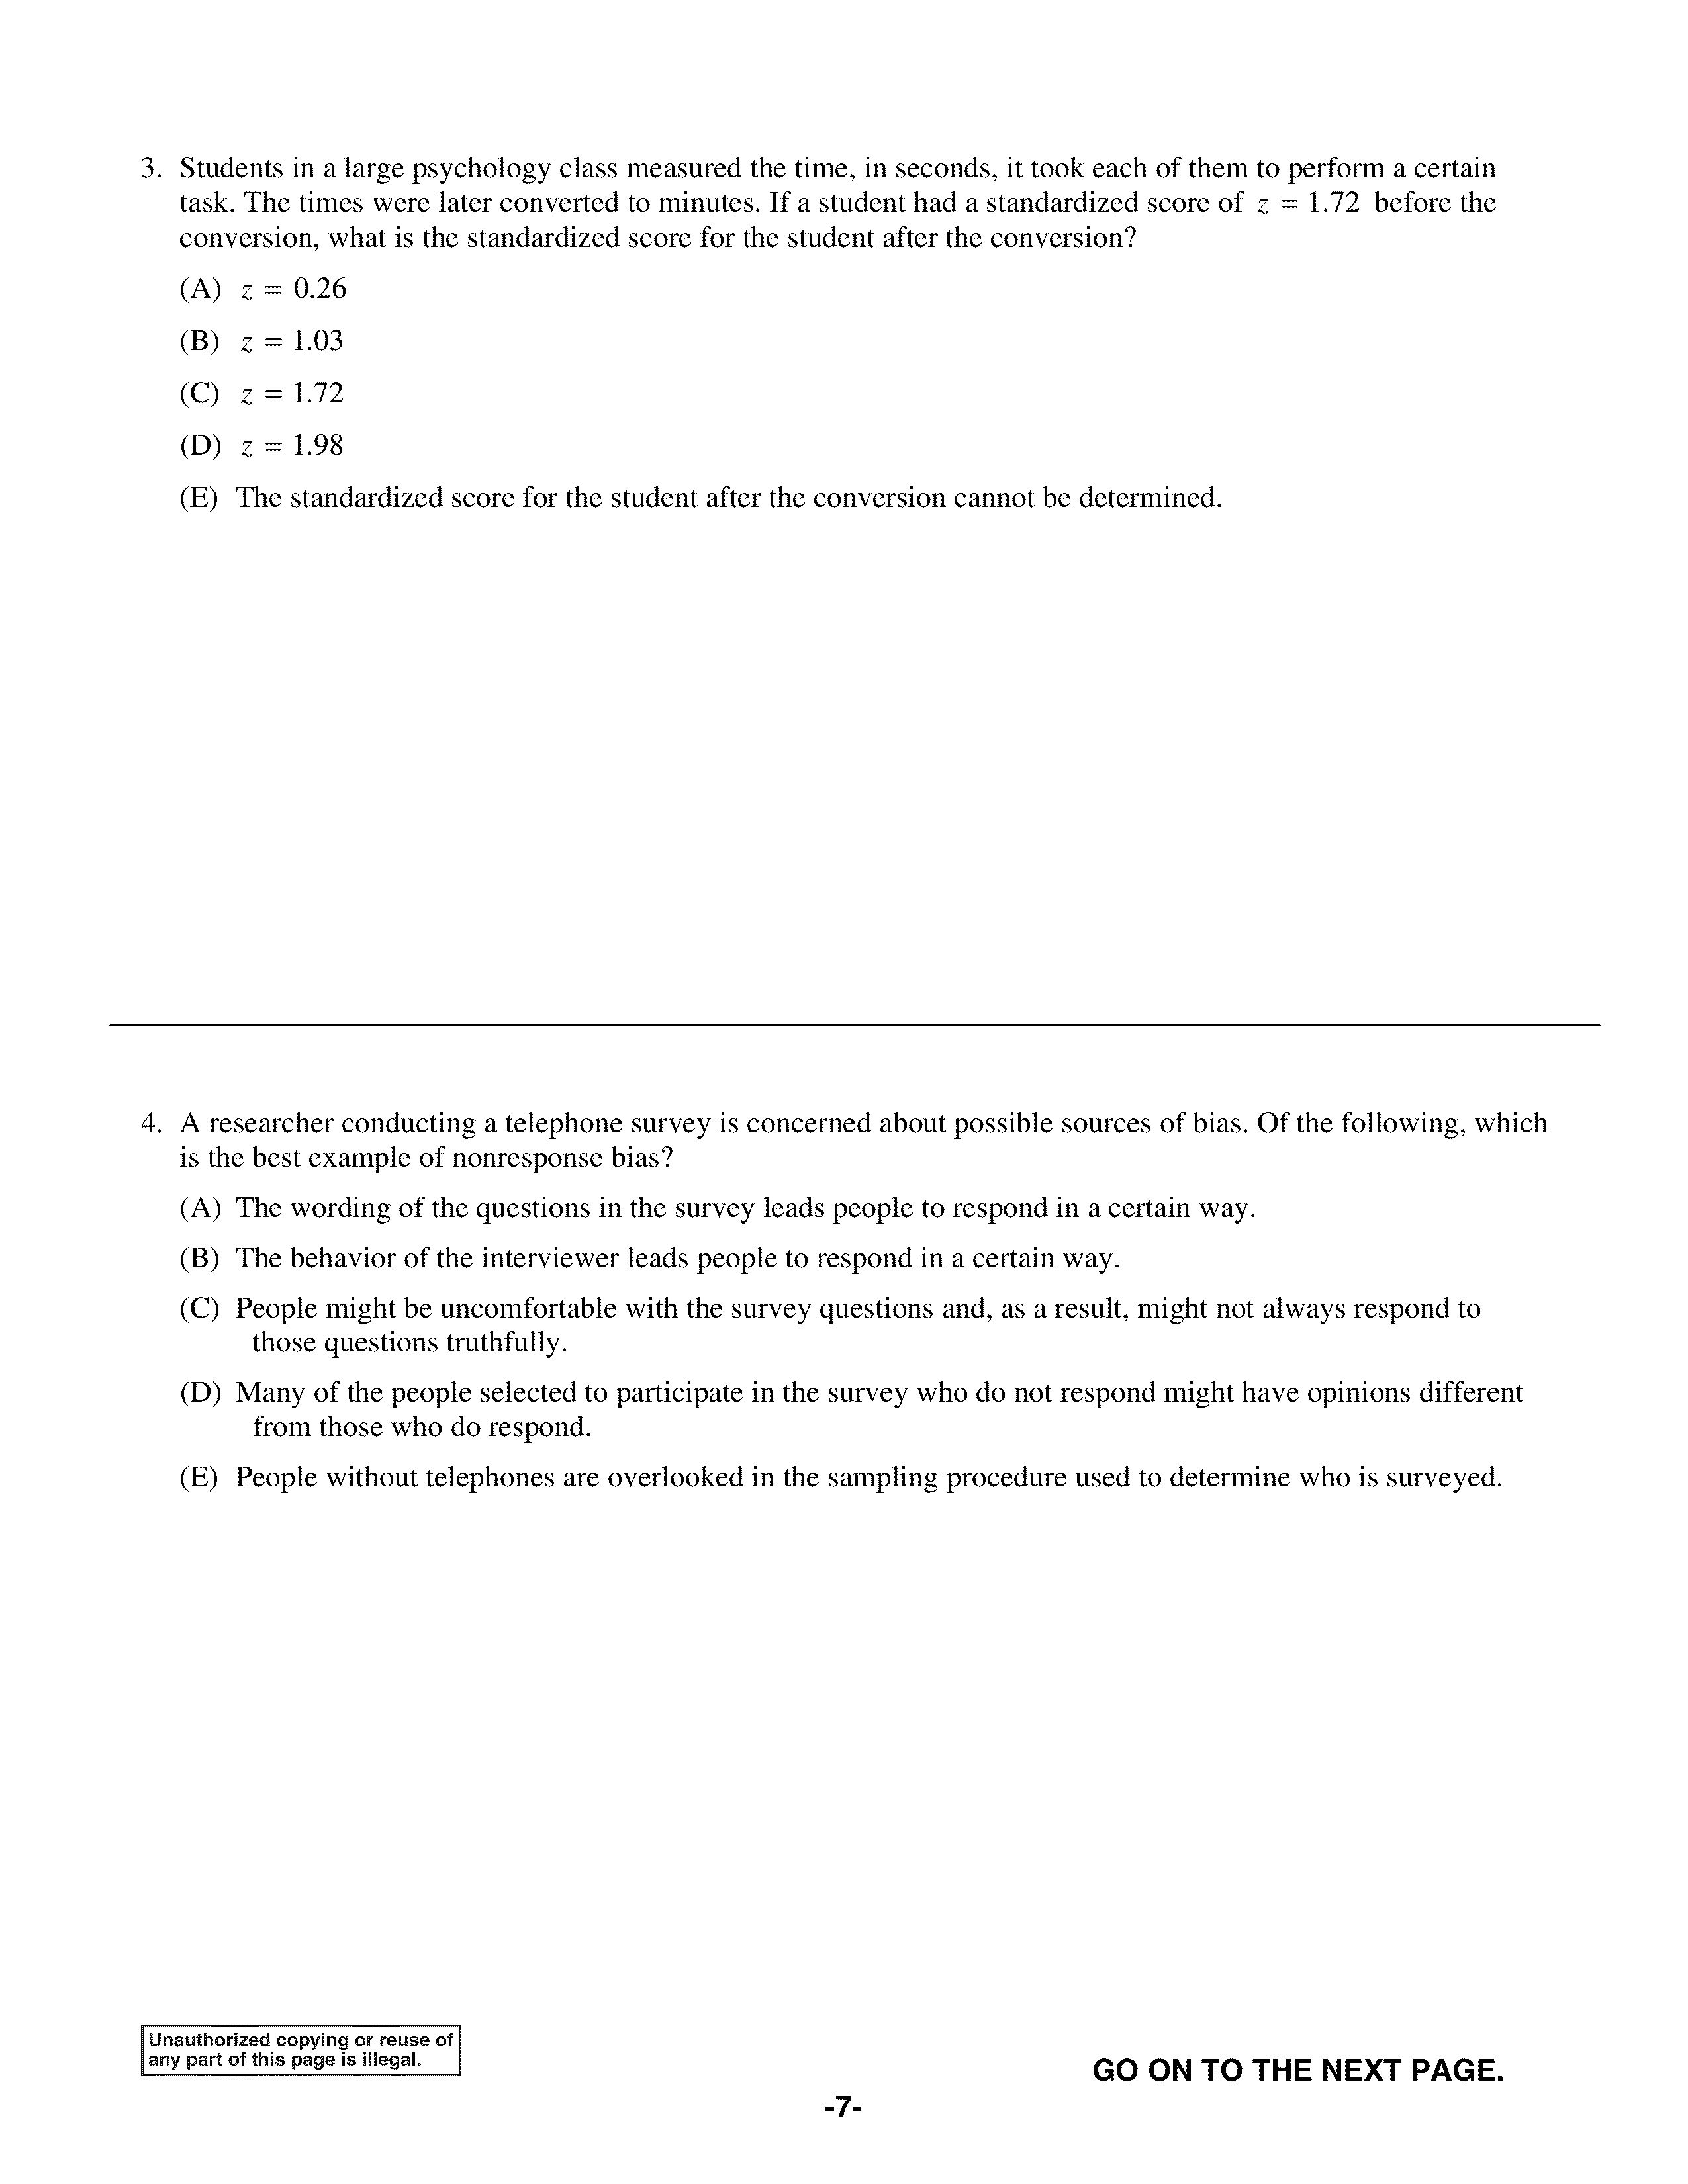 3. Students in a large psychology class measured the time, in seconds, it took each of them to perform a certain
task. The times were later converted to minutes. If a student had a standardized score of z = 1.72 before the
conversion, what is the standardized score for the student after the conversion?
(A) z = 0.26
(B) z = 1.03
(C) z = 1.72
(D) z = 1.98
(E) The standardized score for the student after the conversion cannot be determined.
4. A researcher conducting a telephone survey is concerned about possible sources of bias. Of the following, which
is the best example of nonresponse bias?
(A) The wording of the questions in the survey leads people to respond in a certain way.
(B) The behavior of the interviewer leads people to respond in a certain way.
(C) People might be uncomfortable with the survey questions and, as a result, might not always respond to
those questions truthfully.
(D) Many of the people selected to participate in the survey who do not respond might have opinions different
from those who do respond.
(E) People without telephones are overlooked in the sampling procedure used to determine who is surveyed.
Unauthorized copying or reuse of
any part of this page is illegal.
GO ON TO THE NEXT PAGE.
-7-